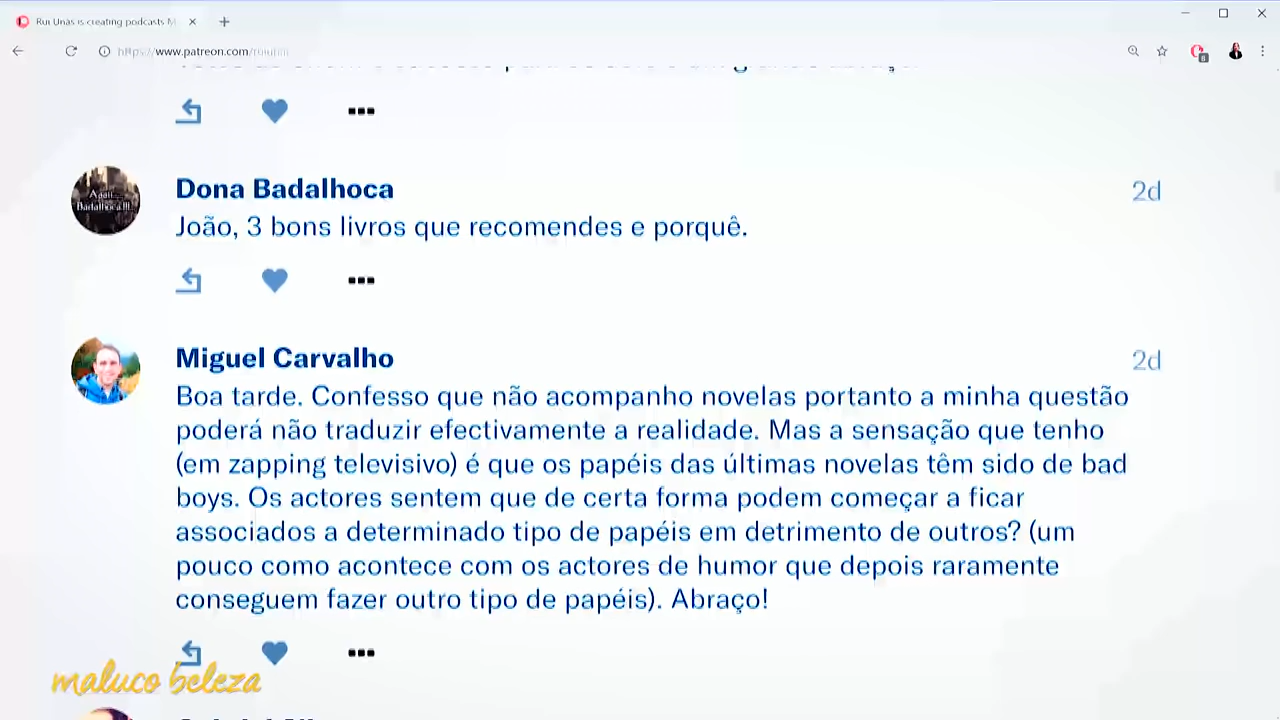 Rui Unas is creating podcasts M
https://www.patreon.com/ruiunas
Dona Badalhoca
2d
João, 3 bons livros que recomendes e porquê.
Miguel Carvalho
2d
Boa tarde. Confesso que não acompanho novelas portanto a minha questão
poderá não traduzir efectivamente a realidade. Mas a sensação que tenho
(em zapping televisivo) é que os papéis das últimas novelas têm sido de bad
boys. Os actores sentem que de certa forma podem começar a ficar
associados a determinado tipo de papéis em detrimento de outros? (um
pouco como acontece com os actores de humor que depois raramente
conseguem fazer outro tipo de papéis). Abraço!
maluco beleza